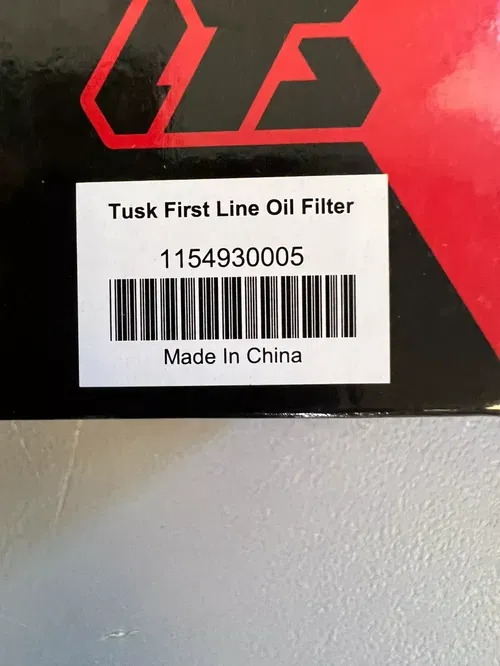 Tusk First Line Oil Filter
1154930005
Made In China